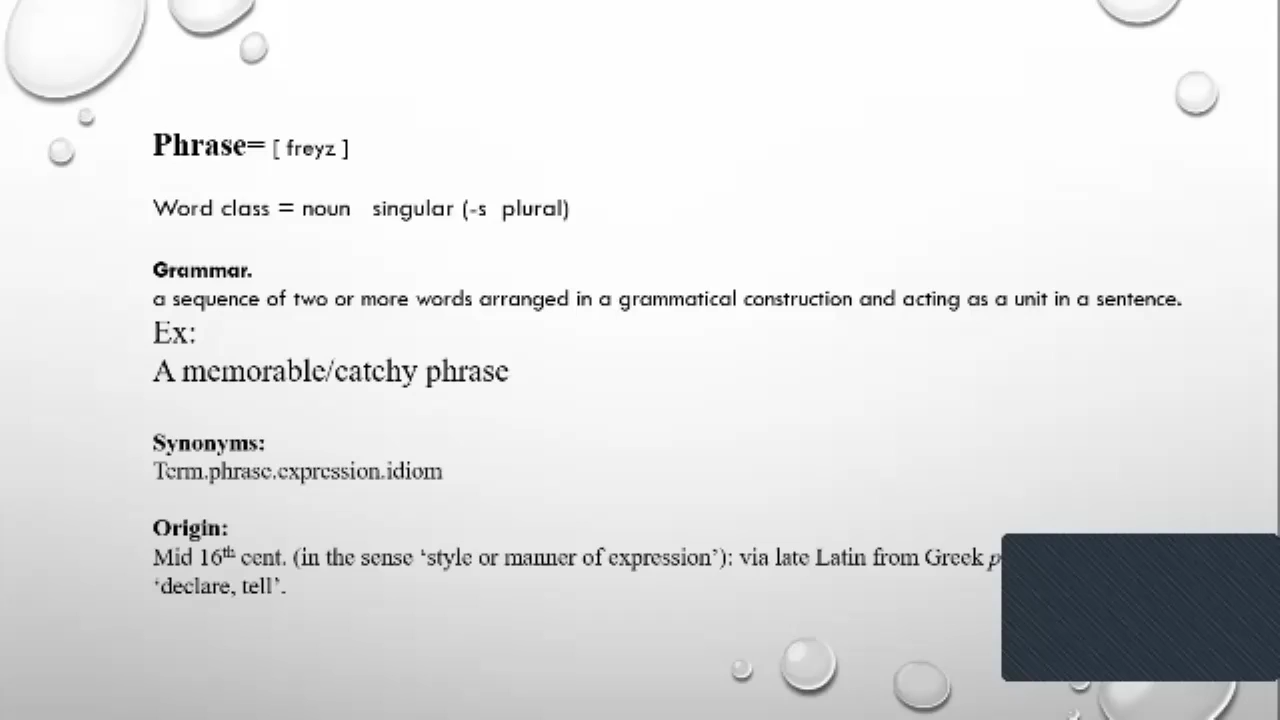 Phrase= [ freyz ]
Word class = noun singular (-s plural)
Grammar.
a sequence of two or more words arranged in a grammatical construction and acting as a unit in a sentence.
Ex:
A memorable/catchy phrase
Synonyms:
Term.phrase.expression.idiom
Origin:
Mid 16th cent. (in the sense ‘style or manner of expression’): via late Latin from Greek
‘declare, tell’.